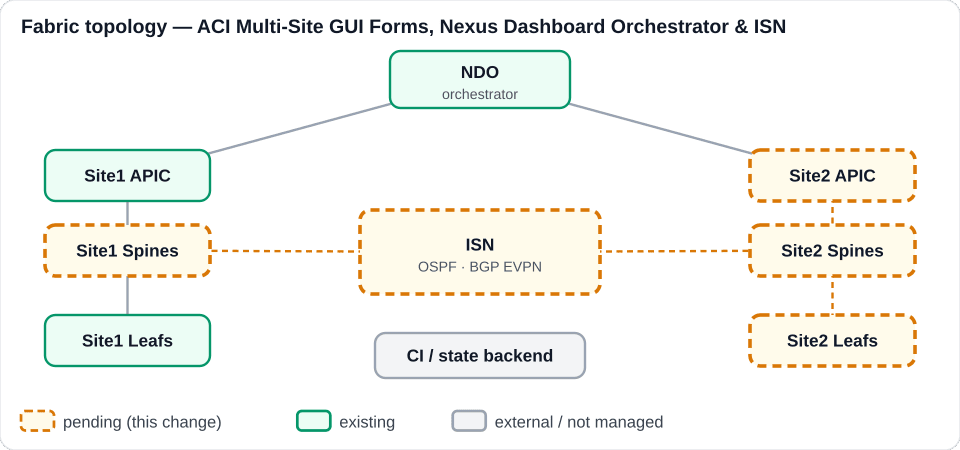 Fabric topology — ACI Multi-Site GUI Forms, Nexus Dashboard Orchestrator & ISN
NDO
orchestrator
Site1 APIC
Site2 APIC
Site1 Spines
ISN
OSPF · BGP EVPN
Site2 Spines
Site1 Leafs
CI / state backend
Site2 Leafs
pending (this change)
existing
external / not managed